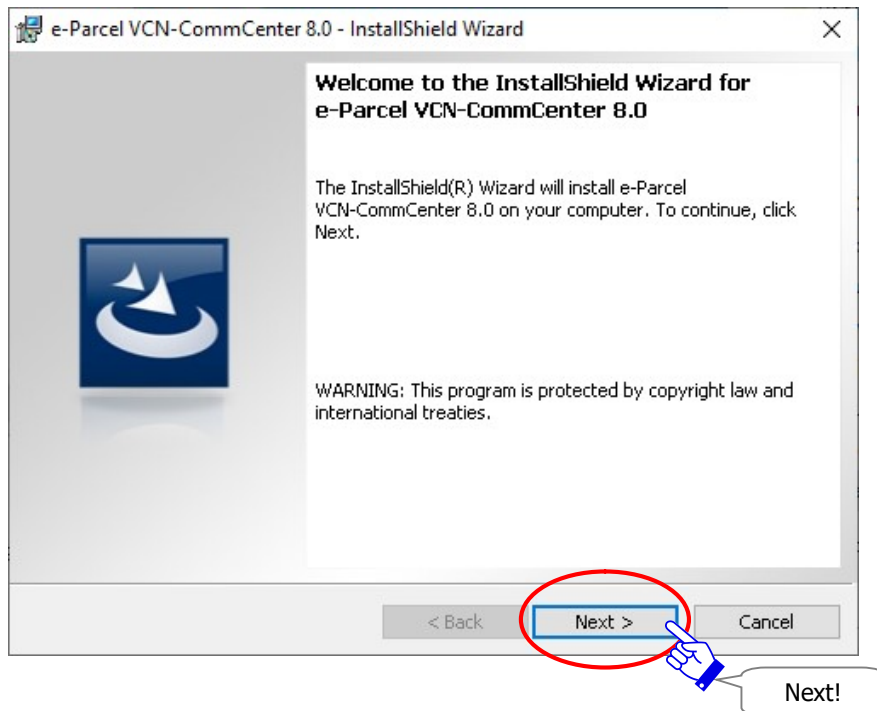 e-Parcel VCN-CommCenter 8.0 - InstallShield Wizard
Welcome to the InstallShield Wizard for
e-Parcel VCN-CommCenter 8.0
The InstallShield(R) Wizard will install e-Parcel
VCN-CommCenter 8.0 on your computer. To continue, click
Next.
WARNING: This program is protected by copyright law and
international treaties.
< Back
Next >
Cancel
Next!